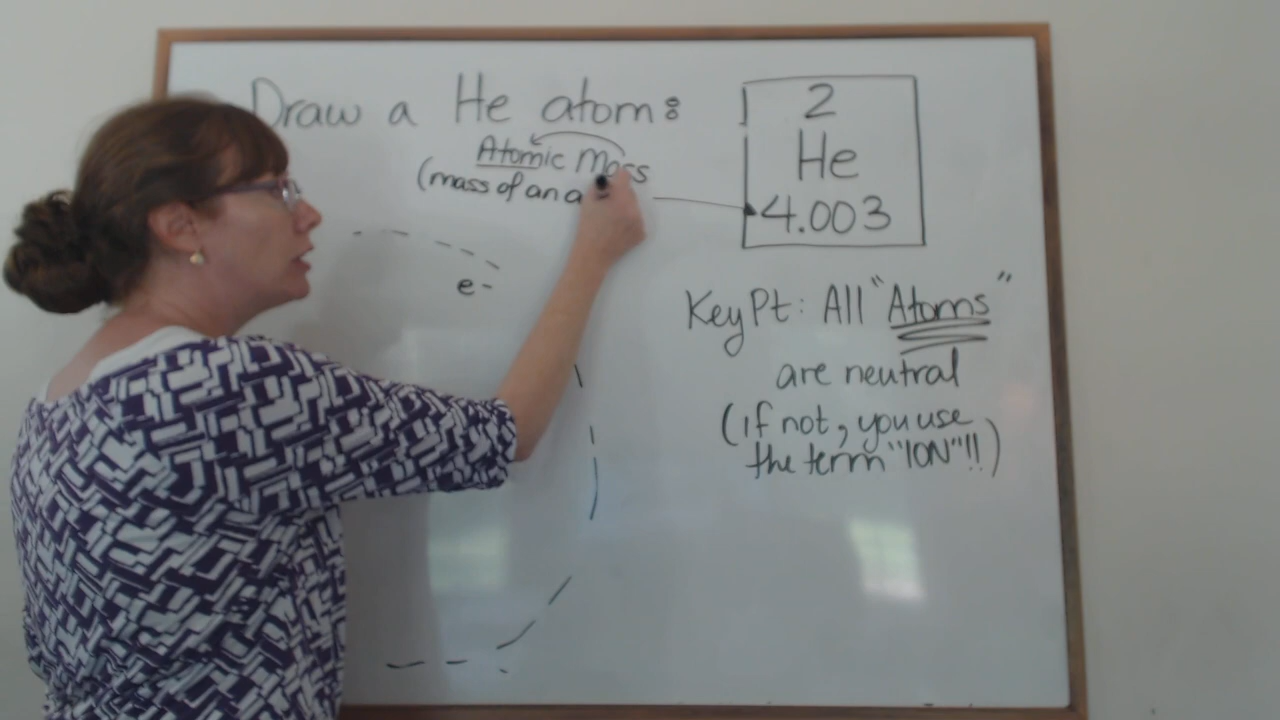 Draw a He atom:
Atomic Mass
(mass of an a
e-
2
He
4.003
Key Pt: All "Atoms"
are neutral
(if not, you use
the term "ION"!!)